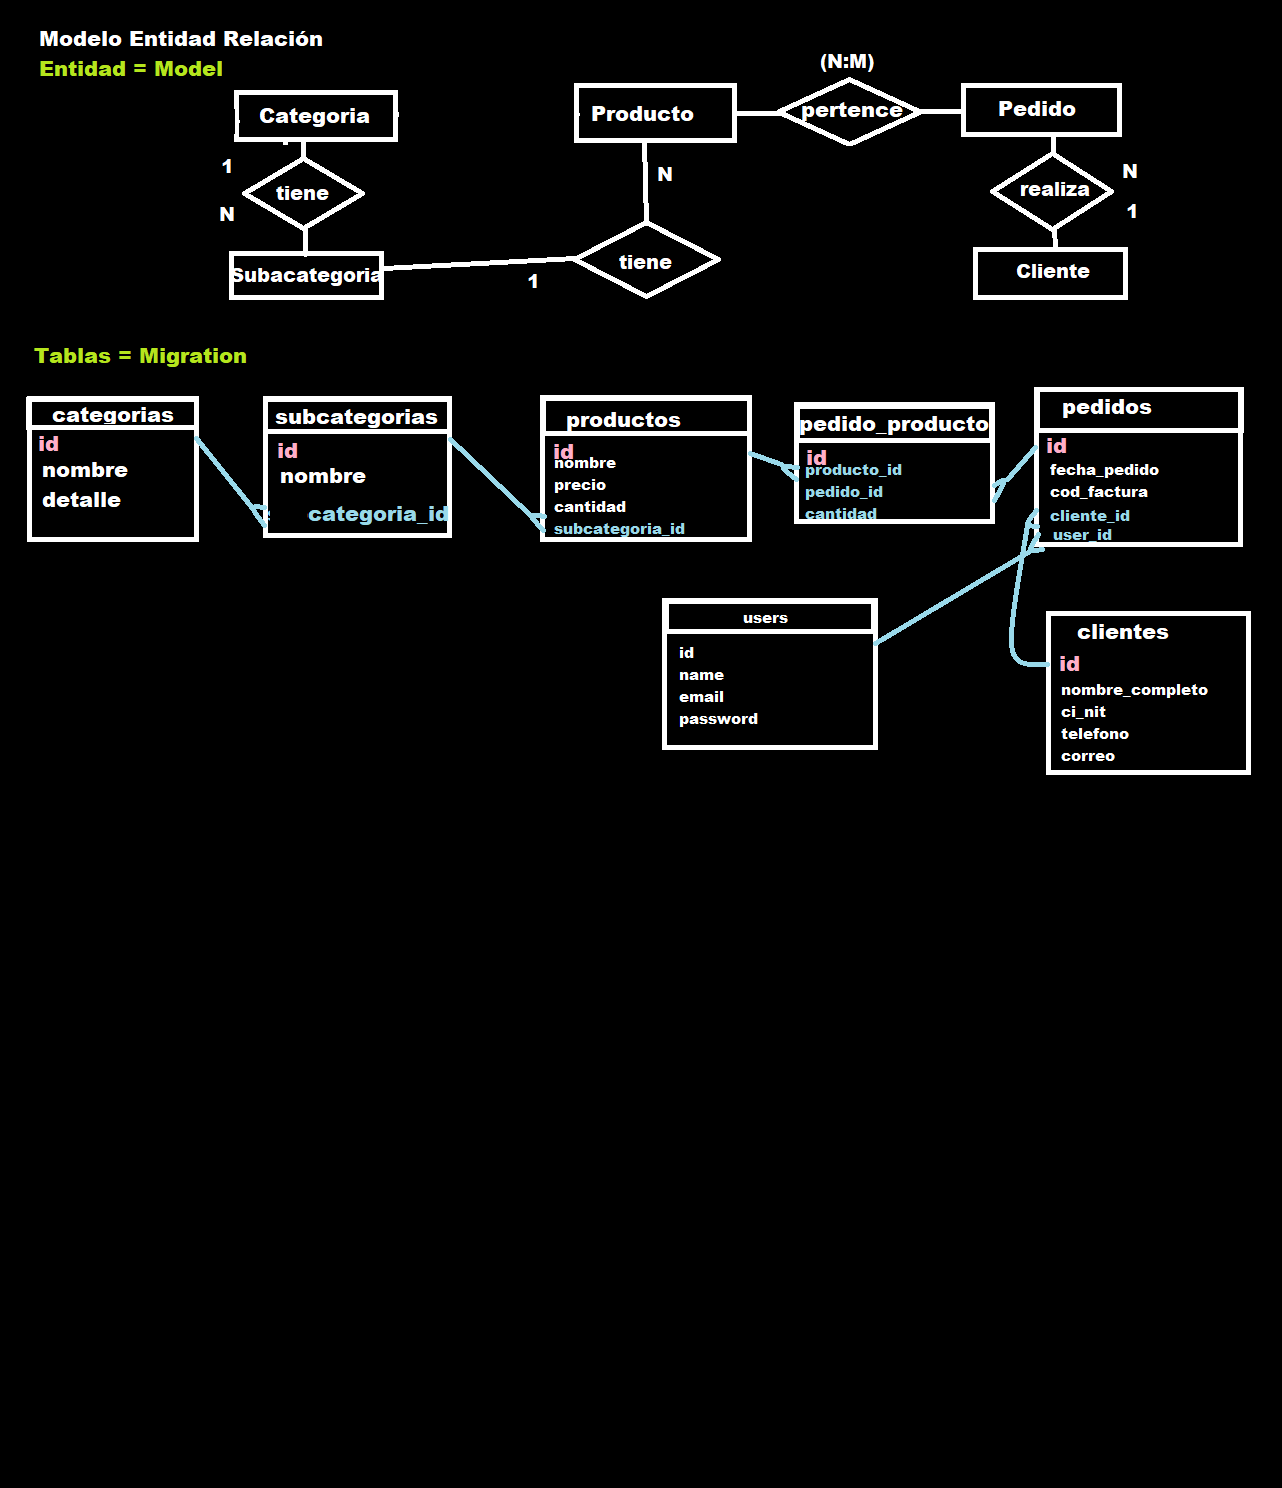 Modelo Entidad Relación
Entidad = Model
(N:M)
Categoria
Producto
pertence
Pedido
1
N
N
tiene
realiza
N
1
Subacategoria
1
tiene
Cliente
Tablas = Migration
categorias
id
nombre
detalle
subcategorias
id
nombre
categoria_id
productos
id
nombre
precio
cantidad
subcategoria_id
pedido_producto
id
producto_id
pedido_id
cantidad
pedidos
id
fecha_pedido
cod_factura
cliente_id
user_id
users
id
name
email
password
clientes
id
nombre_completo
ci_nit
telefono
correo